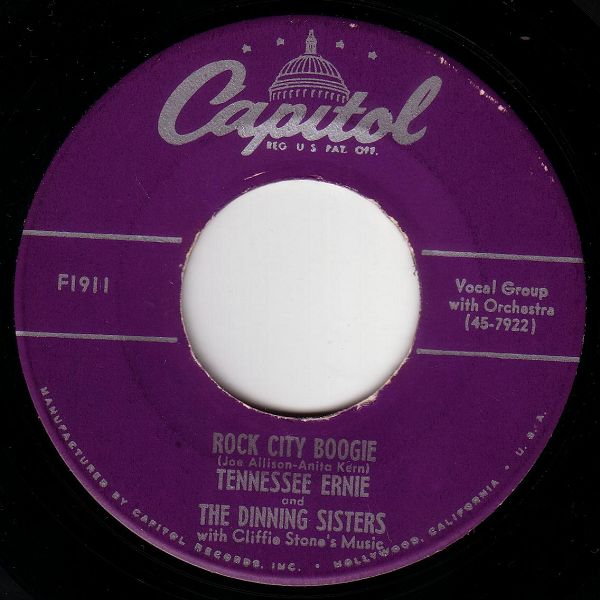 Capitol
REG. U.S. PAT. OFF.
F1911
Vocal Group
with Orchestra
(45-7922)
ROCK CITY BOOGIE
(Joe Allison-Anita Kern)
TENNESSEE ERNIE
and
THE DINNING SISTERS
with Cliffie Stone's Music
MANUFACTURED BY CAPITOL RECORDS, INC. • HOLLYWOOD, CALIFORNIA • U.S.A.